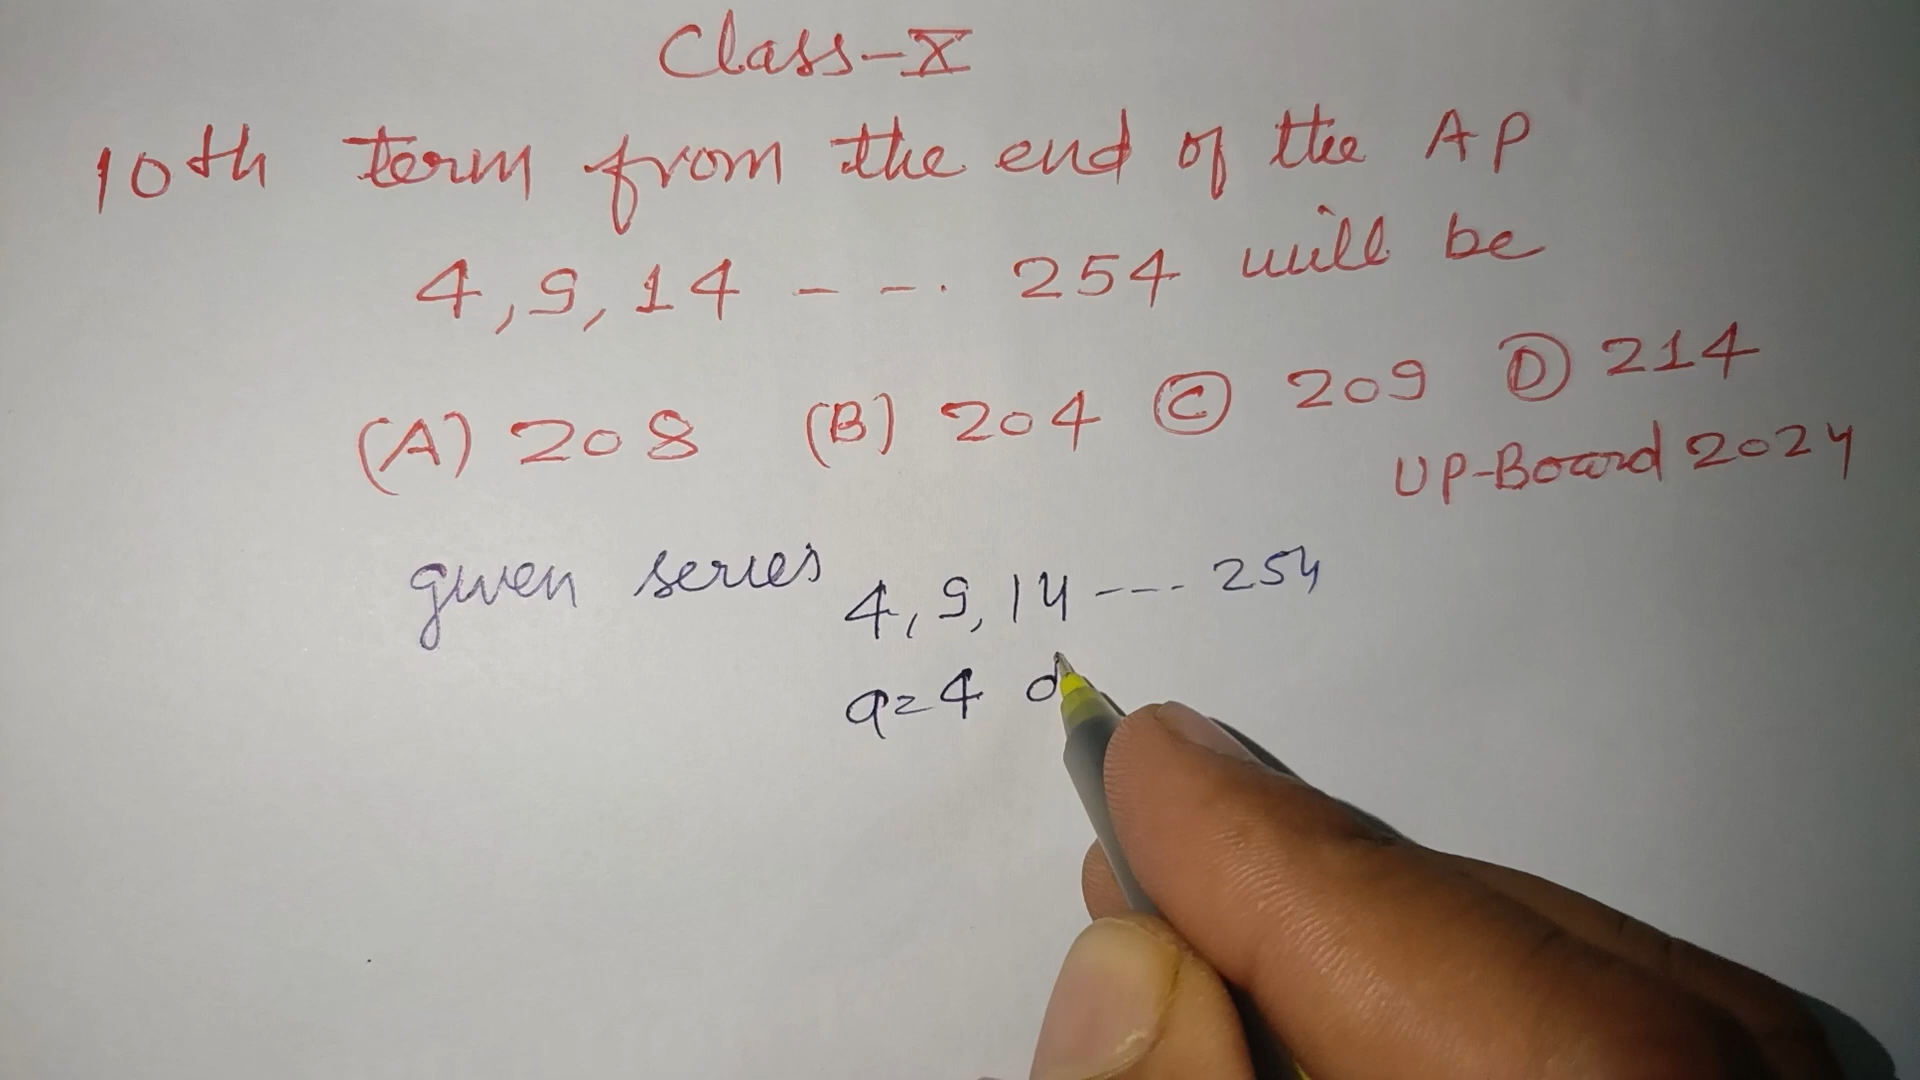 Class-X
10th term from the end of the AP
4, 9, 14 - - - . 254 will be
(A) 208 (B) 204 (C) 209 (D) 214
UP-Board 2024
given series 4, 9, 14 ---- 254
a=4 d